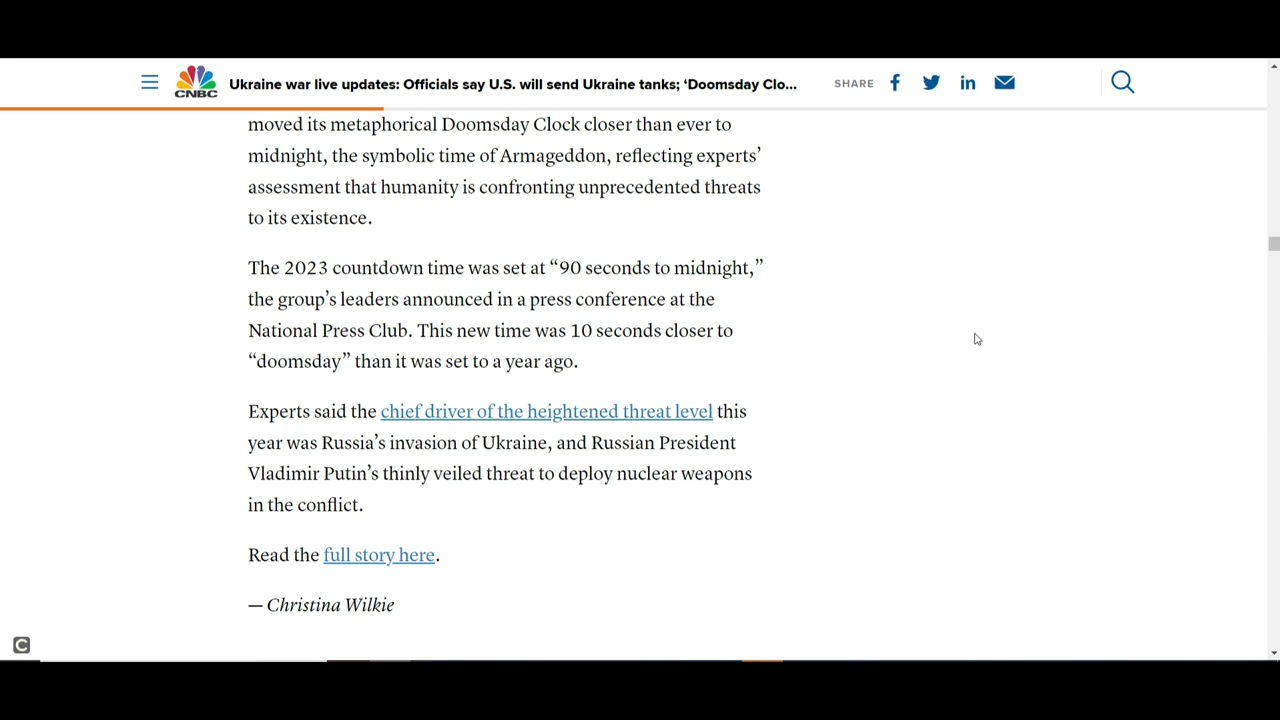 CNBC
Ukraine war live updates: Officials say U.S. will send Ukraine tanks; ‘Doomsday Clo...
SHARE
moved its metaphorical Doomsday Clock closer than ever to
midnight, the symbolic time of Armageddon, reflecting experts’
assessment that humanity is confronting unprecedented threats
to its existence.
The 2023 countdown time was set at “90 seconds to midnight,”
the group’s leaders announced in a press conference at the
National Press Club. This new time was 10 seconds closer to
“doomsday” than it was set to a year ago.
Experts said the chief driver of the heightened threat level this
year was Russia’s invasion of Ukraine, and Russian President
Vladimir Putin’s thinly veiled threat to deploy nuclear weapons
in the conflict.
Read the full story here.
— Christina Wilkie
C